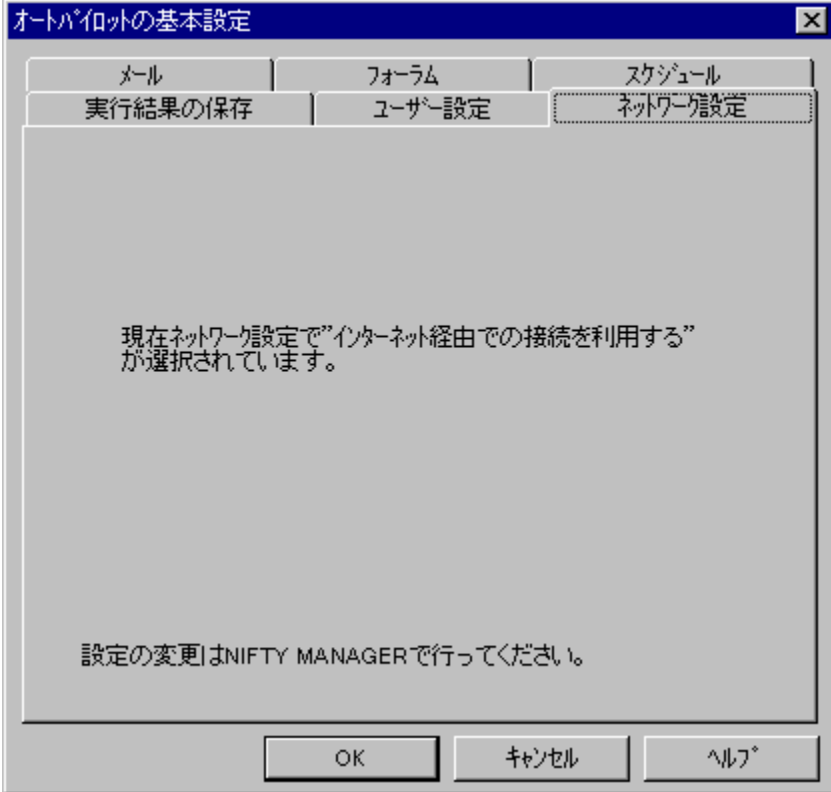 オートパイロットの基本設定
メール
フォーラム
スケジュール
実行結果の保存
ユーザー設定
ネットワーク設定
現在ネットワーク設定で”インターネット経由での接続を利用する”
が選択されています。
設定の変更はNIFTY MANAGERで行ってください。
OK
キャンセル
ヘルプ